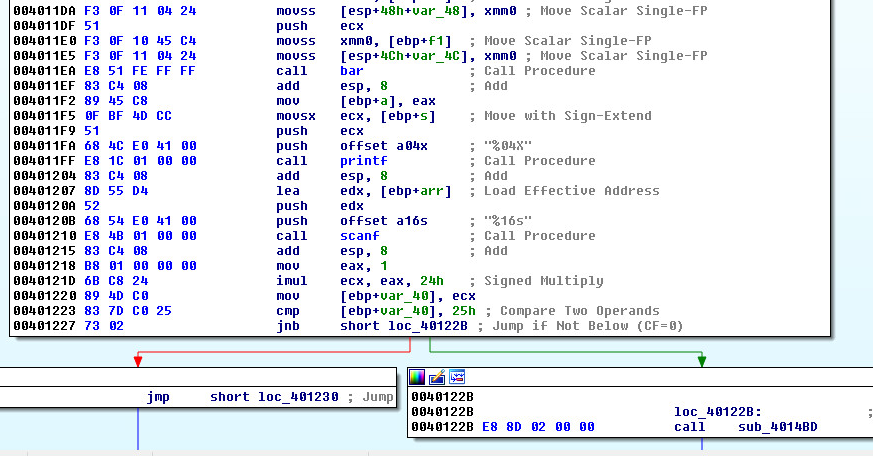 004011DA F3 0F 11 04 24 movss [esp+48h+var_48], xmm0 ; Move Scalar Single-FP
004011DF 51 push ecx
004011E0 F3 0F 10 45 C4 movss xmm0, [ebp+f1] ; Move Scalar Single-FP
004011E5 F3 0F 11 04 24 movss [esp+4Ch+var_4C], xmm0 ; Move Scalar Single-FP
004011EA E8 51 FE FF FF call bar ; Call Procedure
004011EF 83 C4 08 add esp, 8 ; Add
004011F2 89 45 C8 mov [ebp+a], eax
004011F5 0F BF 4D CC movsx ecx, [ebp+s] ; Move with Sign-Extend
004011F9 51 push ecx
004011FA 68 4C E0 41 00 push offset a04x ; "%04X"
004011FF E8 1C 01 00 00 call printf ; Call Procedure
00401204 83 C4 08 add esp, 8 ; Add
00401207 8D 55 D4 lea edx, [ebp+arr] ; Load Effective Address
0040120A 52 push edx
0040120B 68 54 E0 41 00 push offset a16s ; "%16s"
00401210 E8 4B 01 00 00 call scanf ; Call Procedure
00401215 83 C4 08 add esp, 8 ; Add
00401218 B8 01 00 00 00 mov eax, 1
0040121D 6B C8 24 imul ecx, eax, 24h ; Signed Multiply
00401220 89 4D C0 mov [ebp+var_40], ecx
00401223 83 7D C0 25 cmp [ebp+var_40], 25h ; Compare Two Operands
00401227 73 02 jnb short loc_40122B ; Jump if Not Below (CF=0)
jmp short loc_401230 ; Jump
0040122B
0040122B loc_40122B: ;
0040122B E8 8D 02 00 00 call sub_4014BD